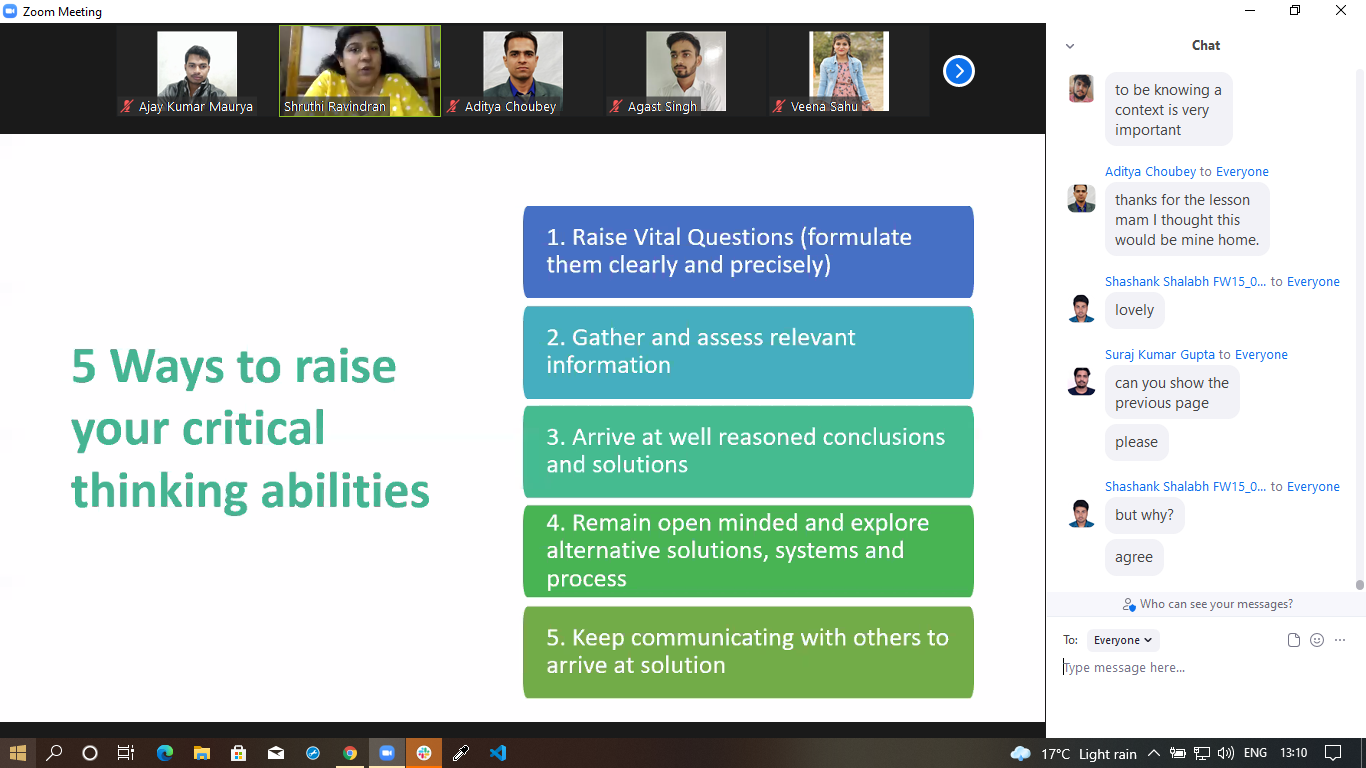 Zoom Meeting
Ajay Kumar Maurya
Shruthi Ravindran
Aditya Choubey
Agast Singh
Veena Sahu
5 Ways to raise
your critical
thinking abilities
1. Raise Vital Questions (formulate
them clearly and precisely)
2. Gather and assess relevant
information
3. Arrive at well reasoned conclusions
and solutions
4. Remain open minded and explore
alternative solutions, systems and
process
5. Keep communicating with others to
arrive at solution
Chat
to be knowing a
context is very
important
Aditya Choubey to Everyone
thanks for the lesson
mam I thought this
would be mine home.
Shashank Shalabh FW15_0... to Everyone
lovely
Suraj Kumar Gupta to Everyone
can you show the
previous page
please
Shashank Shalabh FW15_0... to Everyone
but why?
agree
Who can see your messages?
To: Everyone
Type message here...
17°C Light rain ENG 13:10